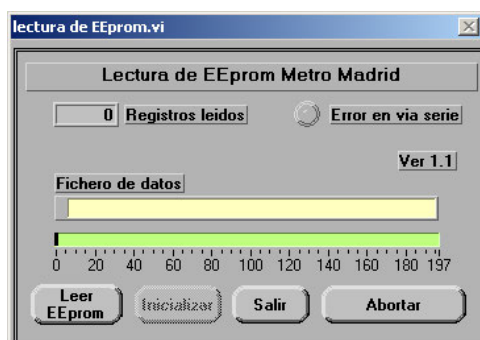 lectura de EEprom.vi
Lectura de EEprom Metro Madrid
0 Registros leidos Error en via serie
Ver 1.1
Fichero de datos
0 20 40 60 80 100 120 140 160 180 197
Leer
EEprom
Inicializar Salir Abortar